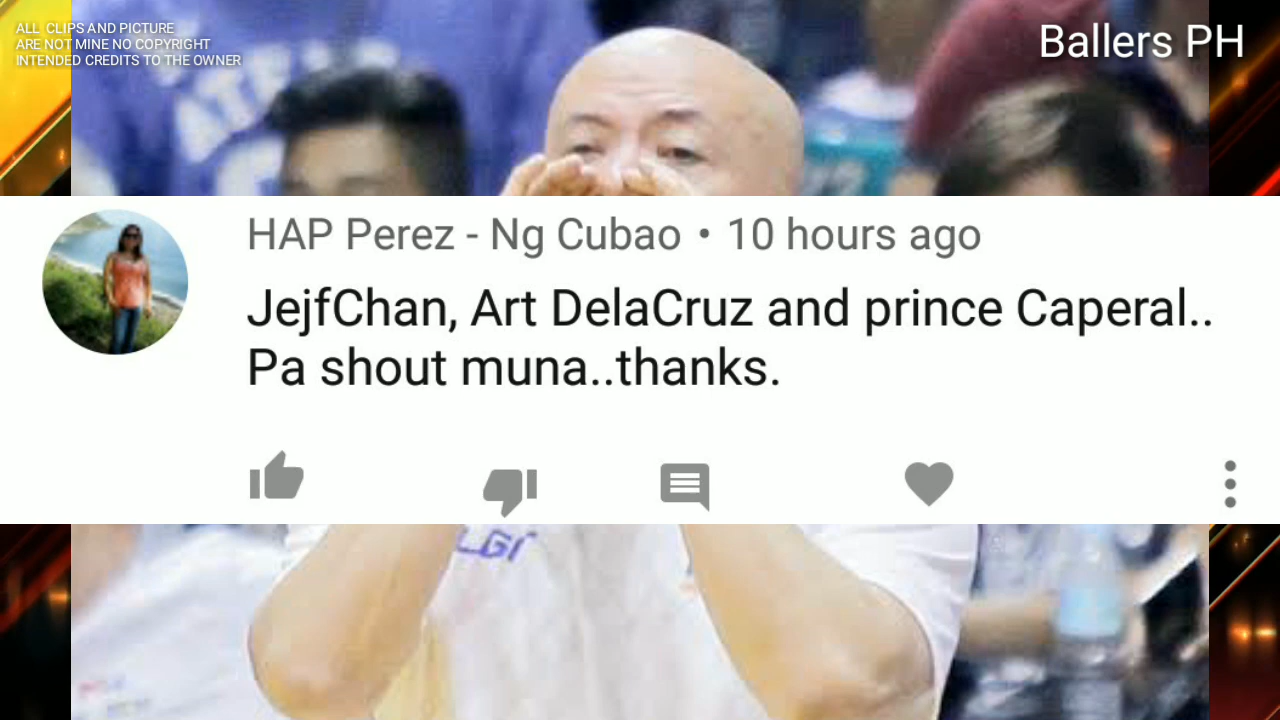 ALL CLIPS AND PICTURE
ARE NOT MINE NO COPYRIGHT
INTENDED CREDITS TO THE OWNER
Ballers PH
HAP Perez - Ng Cubao • 10 hours ago
JejfChan, Art DelaCruz and prince Caperal..
Pa shout muna..thanks.